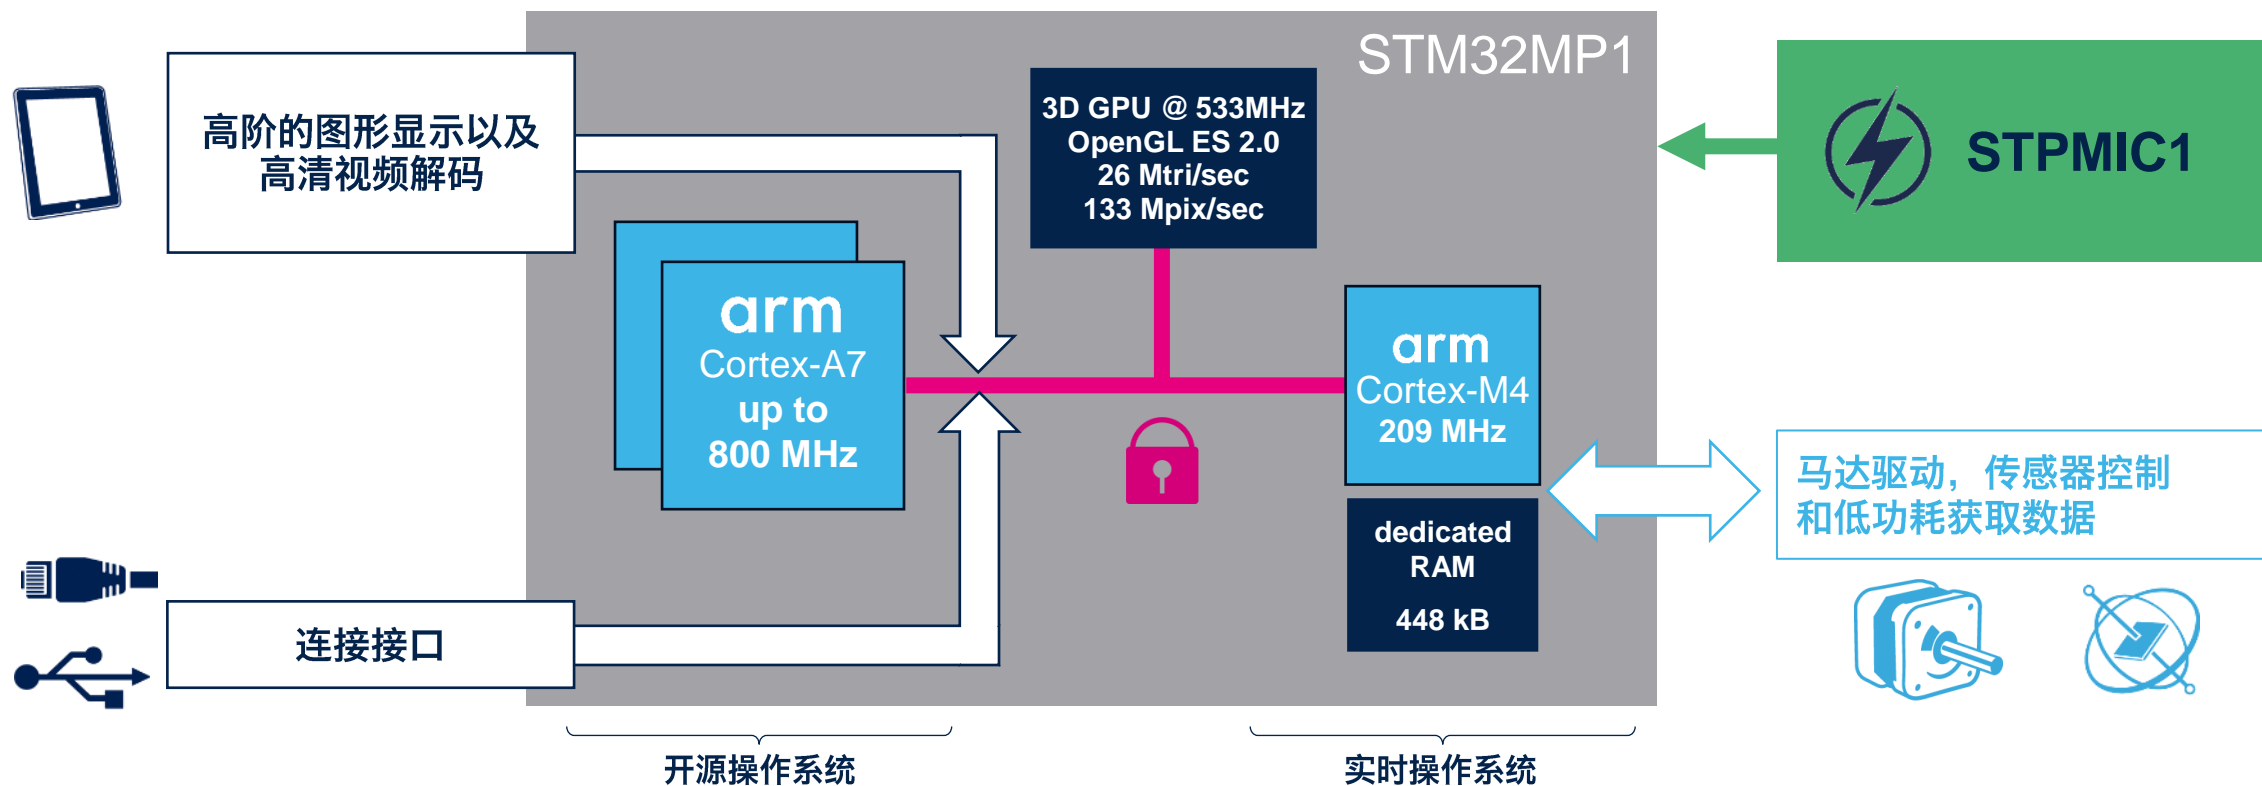 STM32MP1
高阶的图形显示以及
高清视频解码
3D GPU @ 533MHz
OpenGL ES 2.0
26 Mtri/sec
133 Mpix/sec
STPMIC1
arm
Cortex-A7
up to
800 MHz
arm
Cortex-M4
209 MHz
马达驱动，传感器控制
和低功耗获取数据
dedicated
RAM
448 kB
连接接口
开源操作系统
实时操作系统